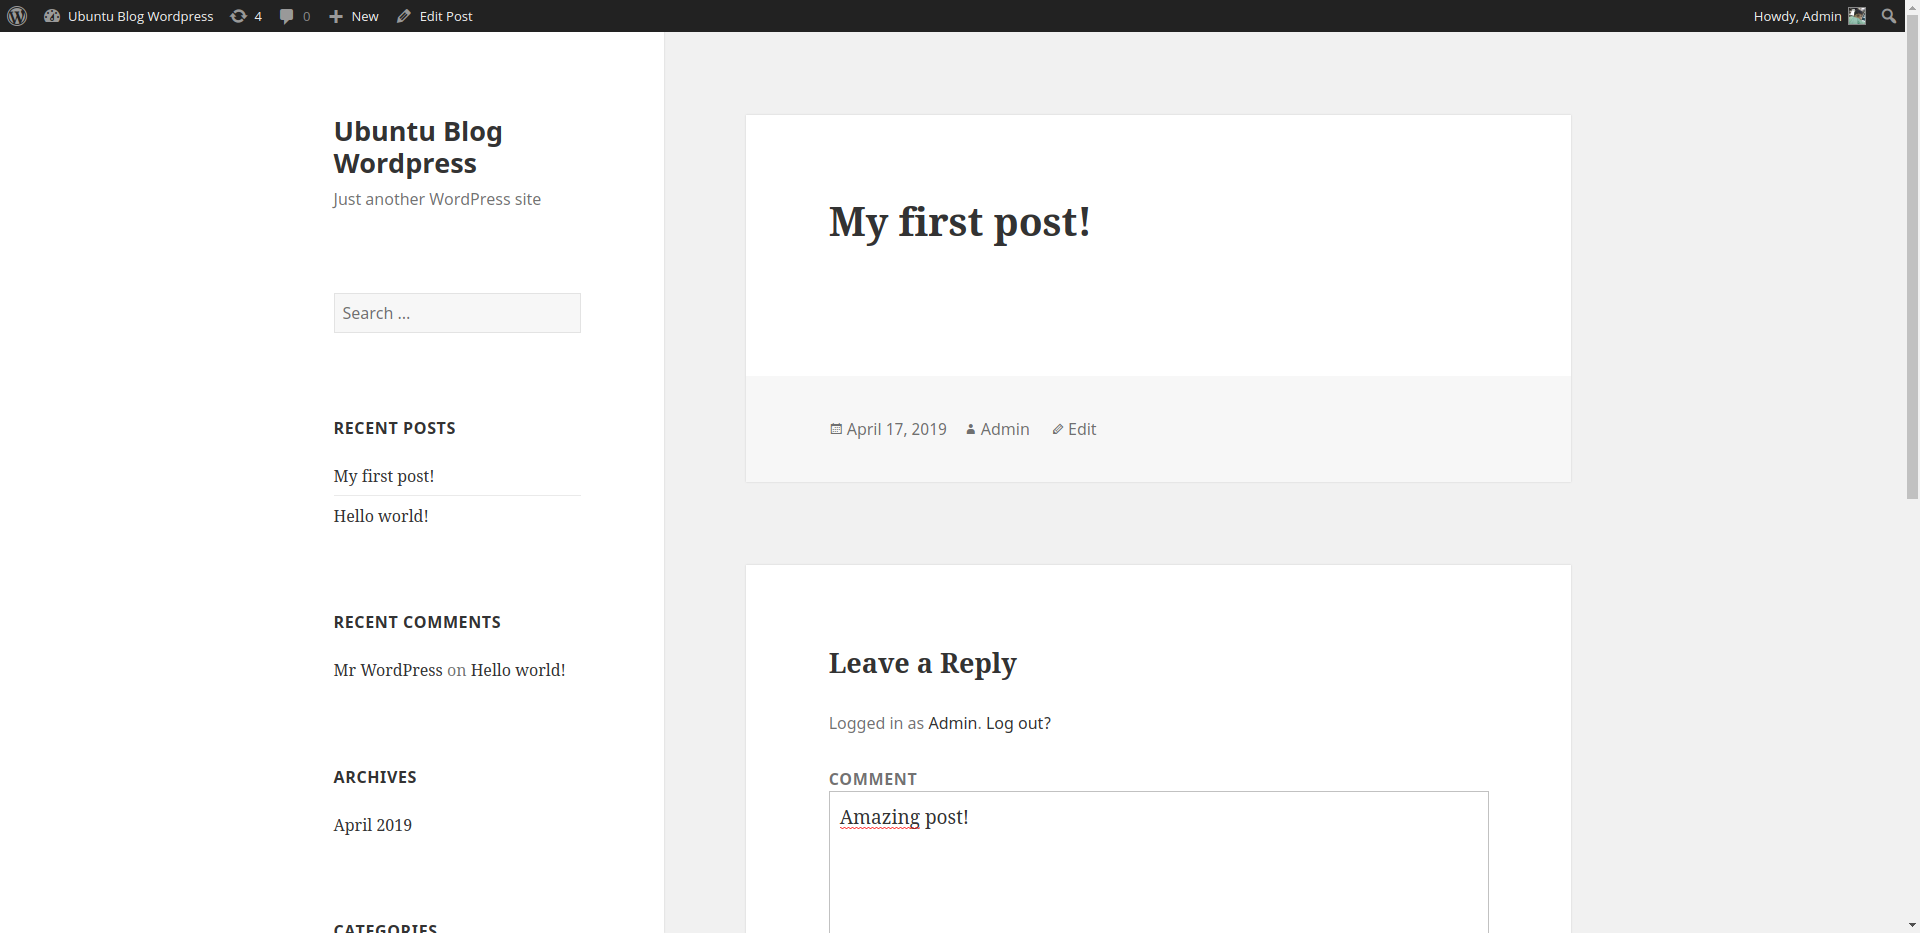 Ubuntu Blog Wordpress 4 0 New Edit Post Howdy, Admin
Ubuntu Blog
Wordpress
Just another WordPress site
Search ...
RECENT POSTS
My first post!
Hello world!
RECENT COMMENTS
Mr WordPress on Hello world!
ARCHIVES
April 2019
CATEGORIES
My first post!
April 17, 2019 Admin Edit
Leave a Reply
Logged in as Admin. Log out?
COMMENT
Amazing post!